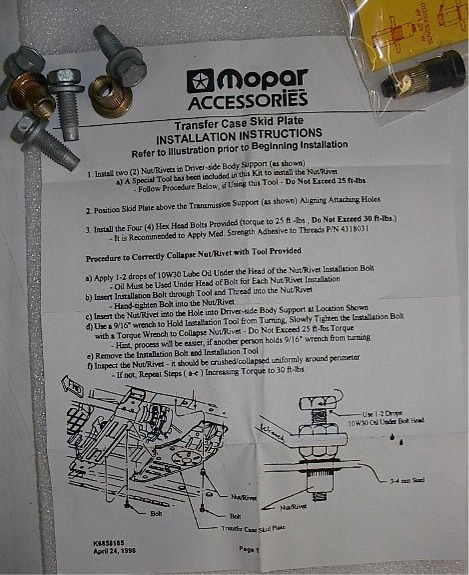 Mopar
ACCESSORIES
Transfer Case Skid Plate
INSTALLATION INSTRUCTIONS
Refer to Illustration prior to Beginning Installation
1. Install two (2) Nut/Rivets in Driver-side Body Support (as shown)
a) A Special Tool has been included in this Kit to install the Nut/Rivet
- Follow Procedure Below, if Using this Tool - Do Not Exceed 25 ft-lbs.
2. Position Skid Plate above the Transmission Support (as shown) Aligning Attaching Holes
3. Install the Four (4) Hex Head Bolts Provided (torque to 25 ft-lbs., Do Not Exceed 30 ft-lbs.)
- It is Recommended to Apply Med. Strength Adhesive to Threads P/N 4318031
Procedure to Correctly Collapse Nut/Rivet with Tool Provided
a) Apply 1-2 drops of 10W30 Lube Oil Under the Head of the Nut/Rivet Installation Bolt
- Oil Must be Used Under Head of Bolt for Each Nut/Rivet Installation
b) Insert Installation Bolt through Tool and Thread into the Nut/Rivet
- Hand-tighten Bolt into the Nut/Rivet
c) Insert the Nut/Rivet into the Hole into Driver-side Body Support at Location Shown
d) Use a 9/16" wrench to Hold Installation Tool from Turning, Slowly Tighten the Installation Bolt
with a Torque Wrench to Collapse Nut/Rivet - Do Not Exceed 25 ft-lbs Torque
- Hint, process will be easier, if another person holds 9/16" wrench from turning
e) Remove the Installation Bolt and Installation Tool
f) Inspect the Nut/Rivet - it should be crushed/collapsed uniformly around perimeter
- If not, Repeat Steps (a-e) Increasing Torque to 30 ft-lbs.
Use 1-2 Drops
10W30 Oil Under Bolt Head
Wrench
3-4 mm Steel
Nut/Rivet
Nut/Rivet
Bolt
Bolt
Transfer Case Skid Plate
K6858185
April 24, 1998
Page 1